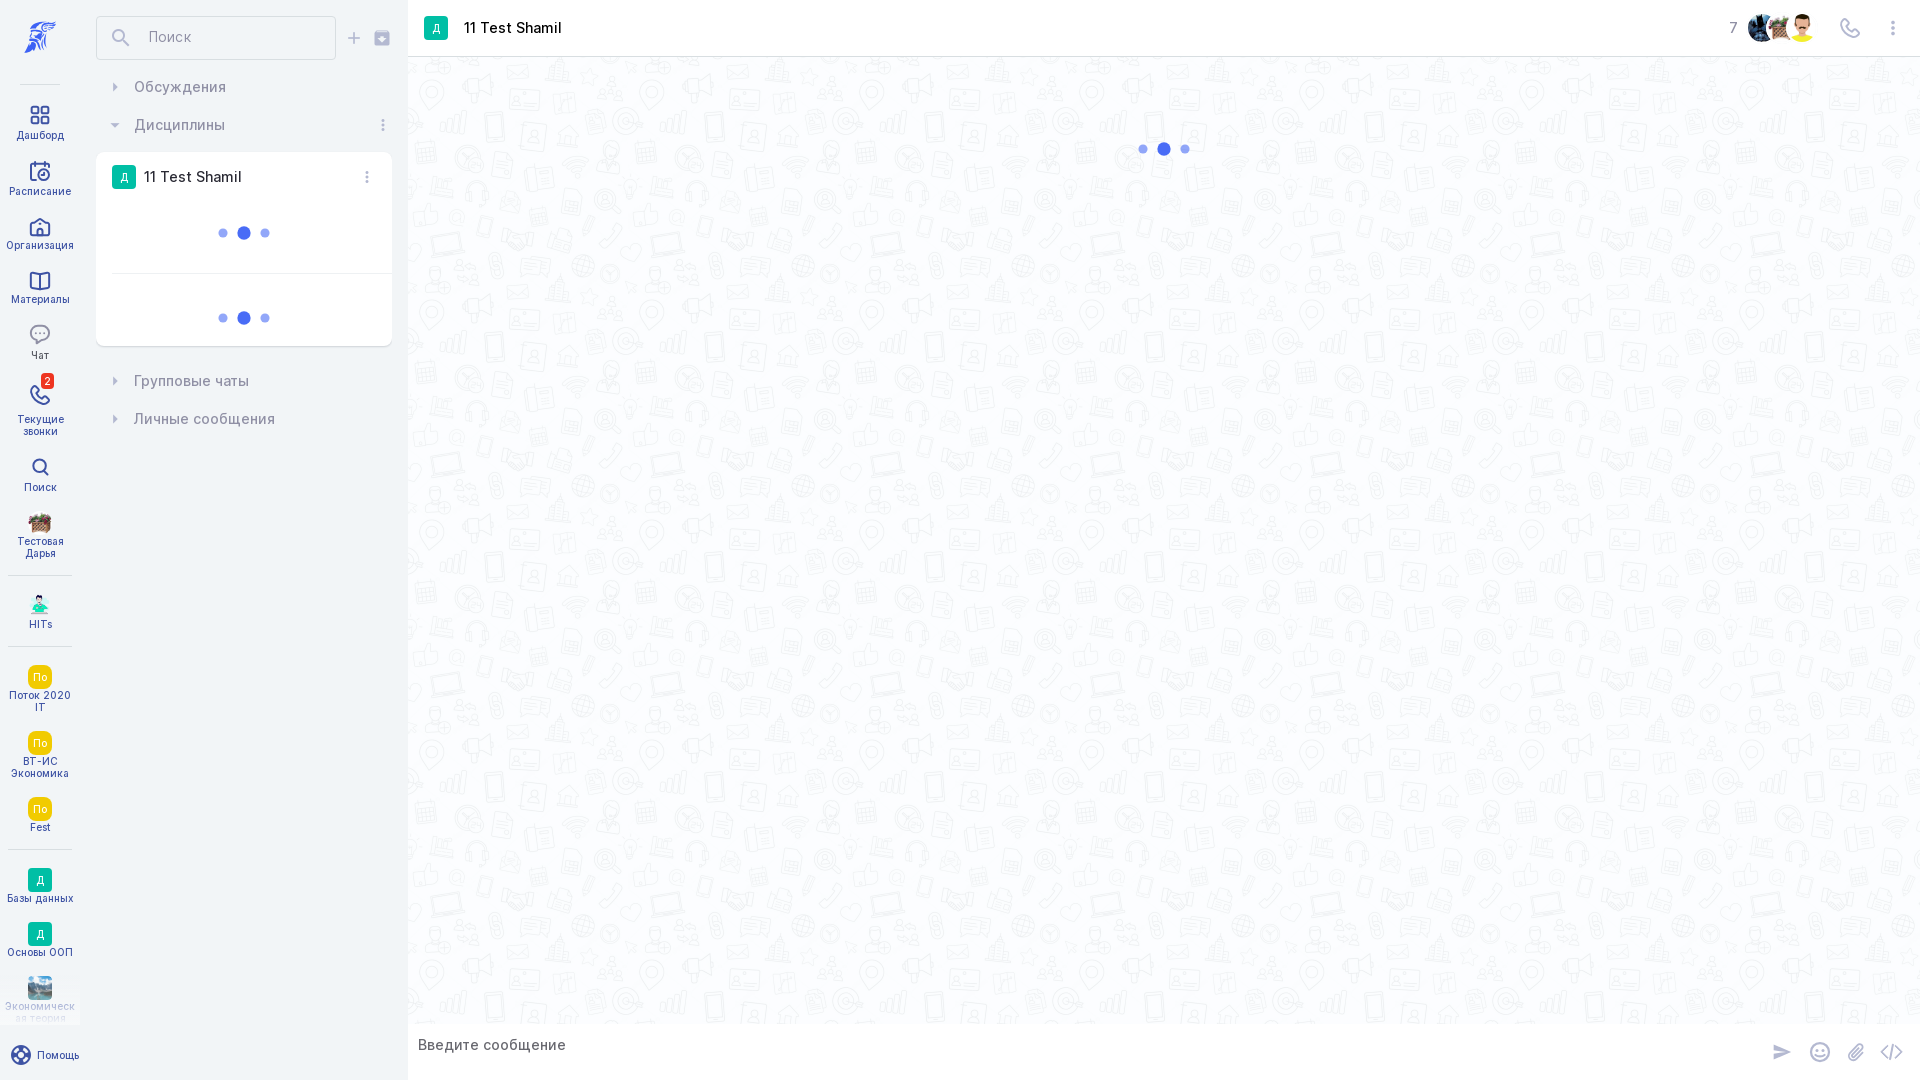 Дашборд
Расписание
Организация
Материалы
Чат
2
Текущие
звонки
Поиск
Тестовая
Дарья
HITs
По
Поток 2020
IT
По
ВТ-ИС
Экономика
По
Fest
Д
Базы данных
Д
Основы ООП
Экономическ
ая теория
Помощь
Поиск
Обсуждения
Дисциплины
Д
11 Test Shamil
Групповые чаты
Личные сообщения
Д
11 Test Shamil
7
Введите сообщение